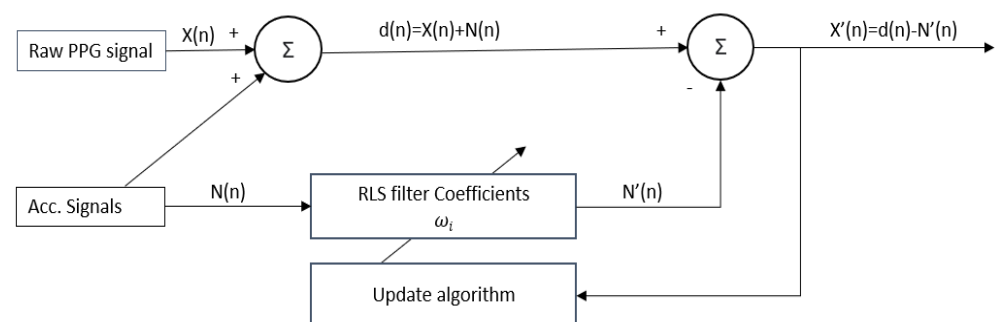 X(n) +
d(n)=X(n)+N(n)
+
X’(n)=d(n)-N’(n)
Raw PPG signal
Σ
Σ
+
-
Acc. Signals
N(n)
RLS filter Coefficients
ω_i
N’(n)
Update algorithm